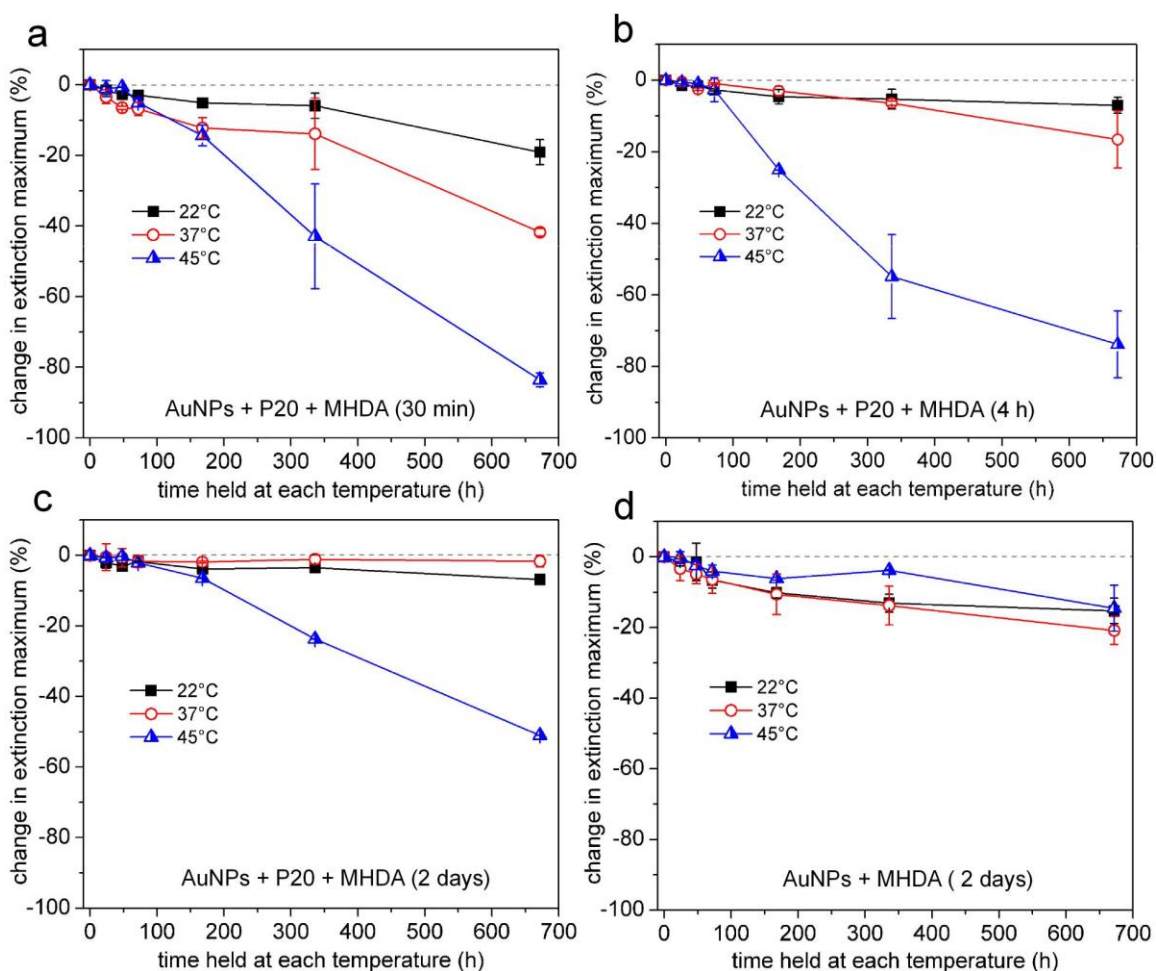 a
change in extinction maximum (%)
0
-20
-40
-60
-80
-100
22°C
37°C
45°C
AuNPs + P20 + MHDA (30 min)
0 100 200 300 400 500 600 700
time held at each temperature (h)
b
change in extinction maximum (%)
0
-20
-40
-60
-80
-100
22°C
37°C
45°C
AuNPs + P20 + MHDA (4 h)
0 100 200 300 400 500 600 700
time held at each temperature (h)
c
change in extinction maximum (%)
0
-20
-40
-60
-80
-100
22°C
37°C
45°C
AuNPs + P20 + MHDA (2 days)
0 100 200 300 400 500 600 700
time held at each temperature (h)
d
change in extinction maximum (%)
0
-20
-40
-60
-80
-100
22°C
37°C
45°C
AuNPs + MHDA ( 2 days)
0 100 200 300 400 500 600 700
time held at each temperature (h)